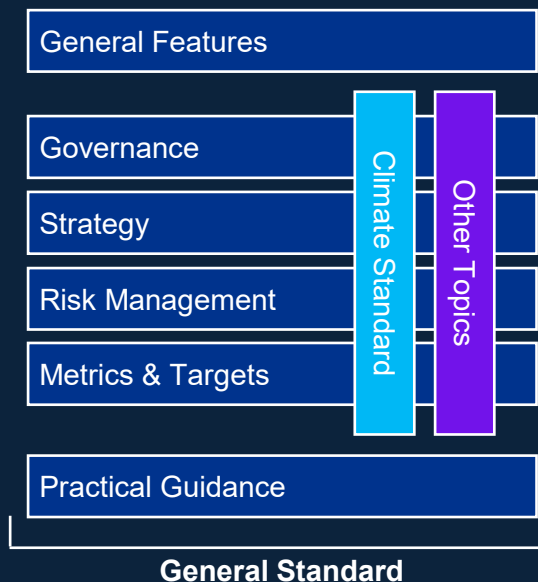 General Features
Governance
Strategy
Risk Management
Metrics & Targets
Climate Standard
Other Topics
Practical Guidance
General Standard